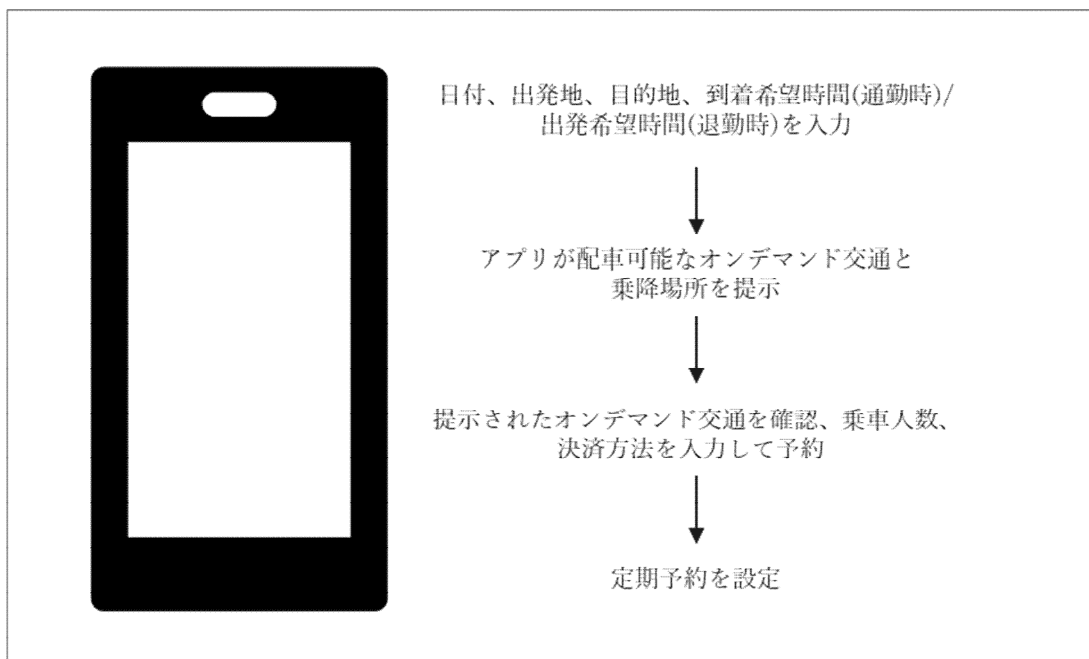 日付、出発地、目的地、到着希望時間(通勤時)/
出発希望時間(退勤時)を入力
アプリが配車可能なオンデマンド交通と
乗降場所を提示
提示されたオンデマンド交通を確認、乗車人数、
決済方法を入力して予約
定期予約を設定